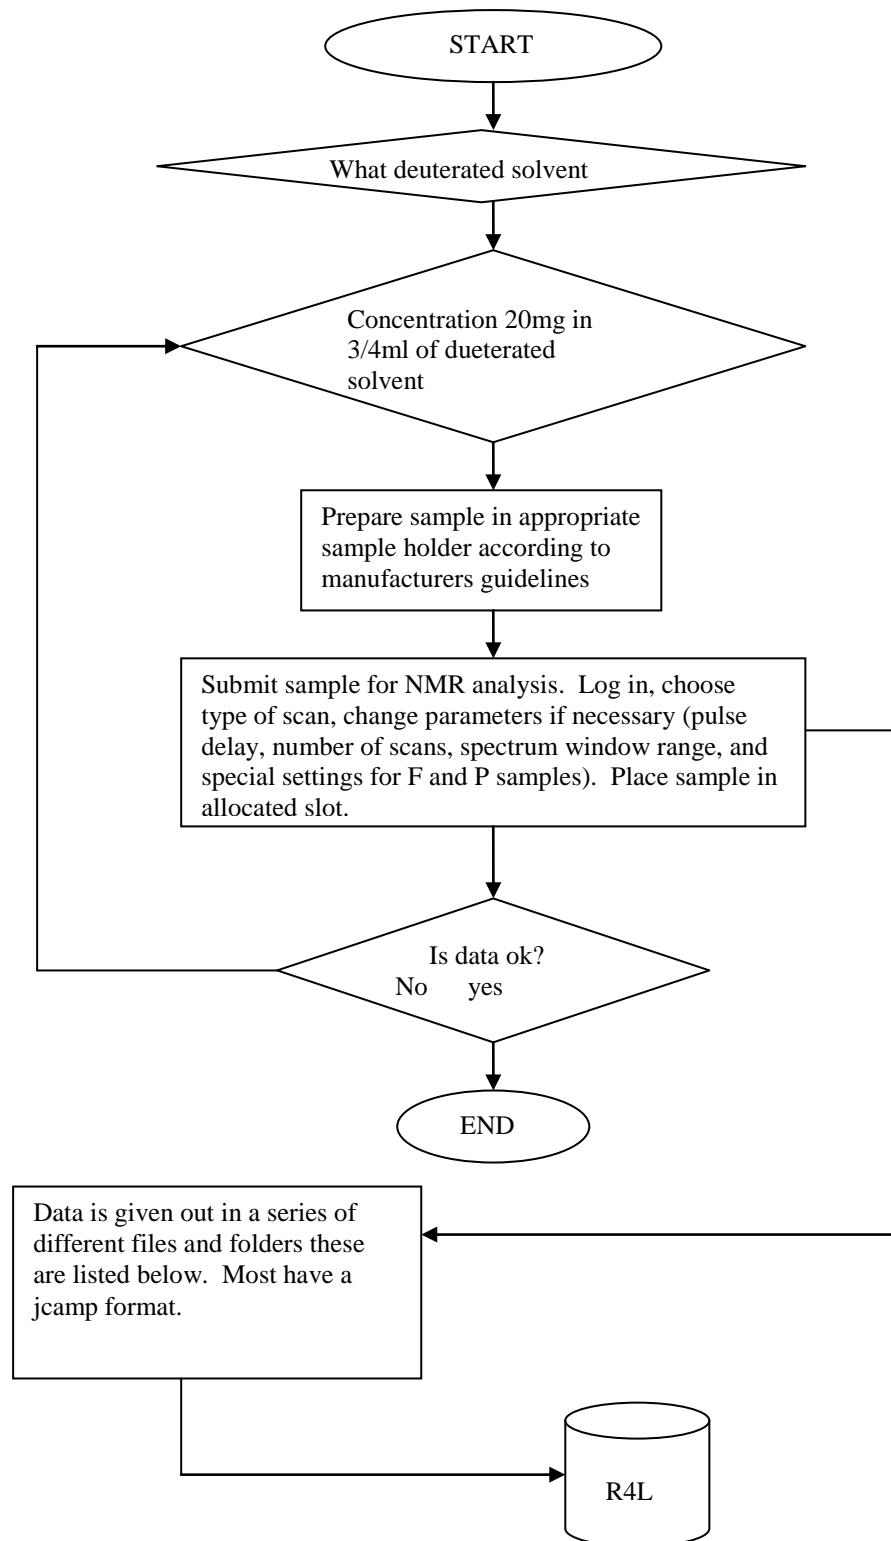 START
What deuterated solvent
Concentration 20mg in
3/4ml of dueterated
solvent
Prepare sample in appropriate
sample holder according to
manufacturers guidelines
Submit sample for NMR analysis.  Log in, choose
type of scan, change parameters if necessary (pulse
delay, number of scans, spectrum window range, and
special settings for F and P samples).  Place sample in
allocated slot.
Is data ok?
No yes
END
Data is given out in a series of
different files and folders these
are listed below.  Most have a
jcamp format.
R4L